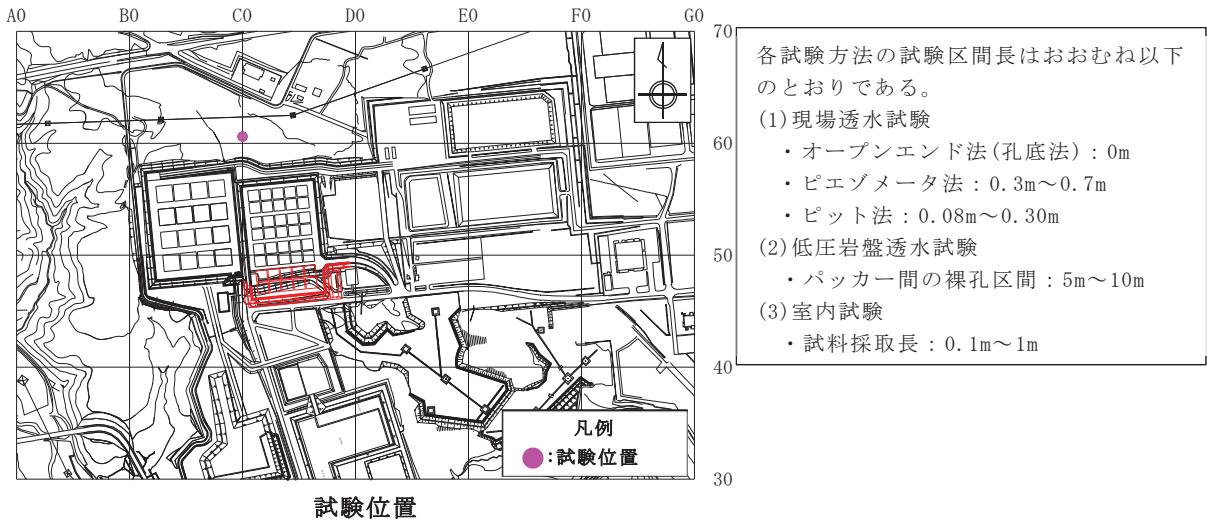 A0 B0 C0 D0 E0 F0 G0
70
60
50
40
30
凡例
:試験位置
試験位置
各試験方法の試験区間長はおおむね以下
のとおりである。
(1)現場透水試験
・オープンエンド法(孔底法):0m
・ピエゾメータ法:0.3m～0.7m
・ピット法:0.08m～0.30m
(2)低圧岩盤透水試験
・パッカー間の裸孔区間:5m～10m
(3)室内試験
・試料採取長:0.1m～1m